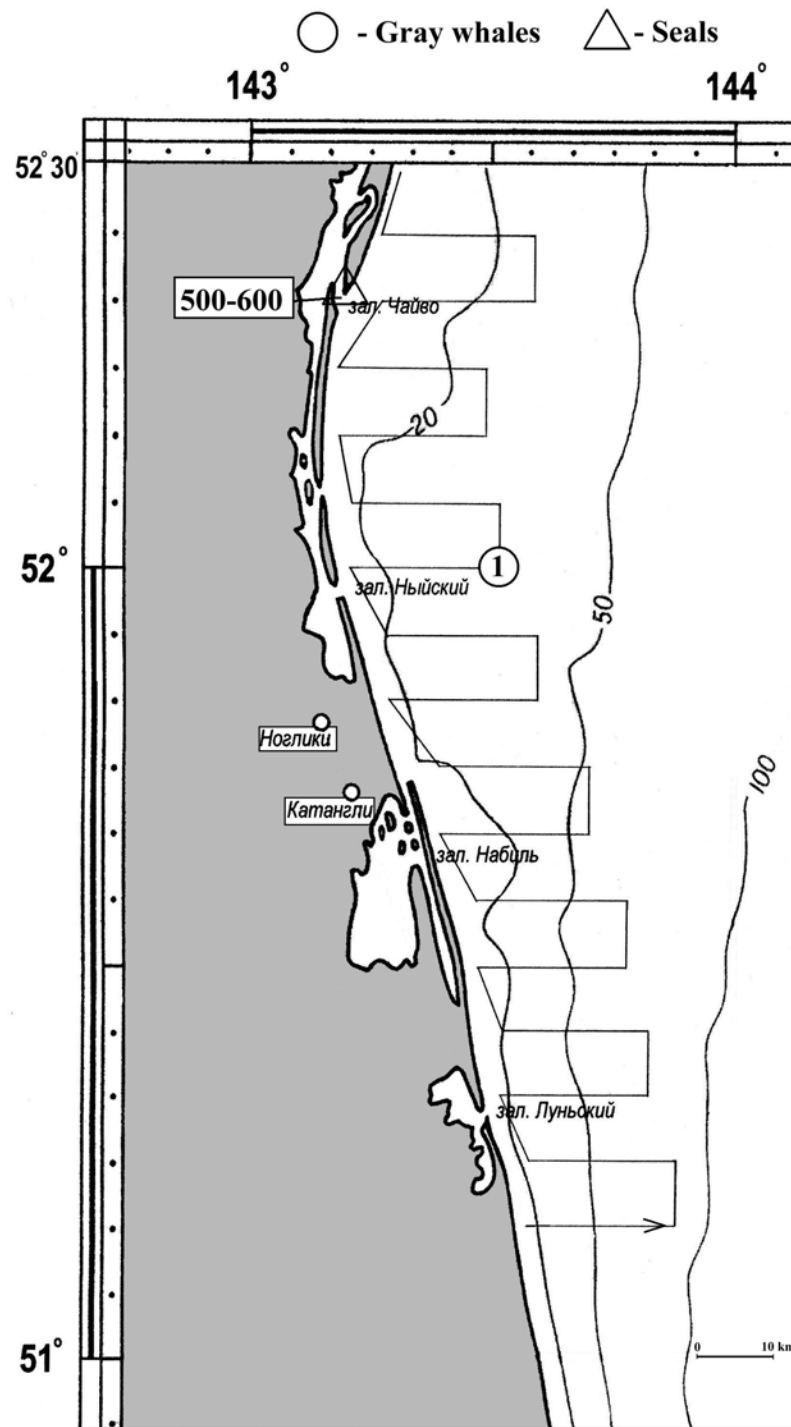 - Gray whales - Seals
143° 144°
52°30
500-600
зал. Чайво
20
52°
1
зал. Ныйский
50
Ноглики
100
Катангли
зал. Набиль
зал. Луньский
51°
0 10 km